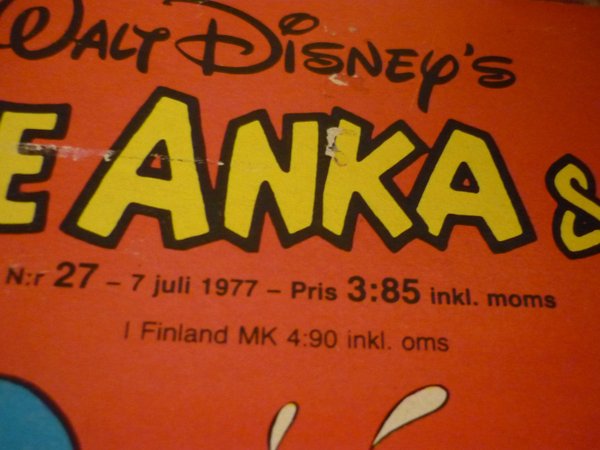 WALT DISNEY'S
E ANKA &
N:r 27 – 7 juli 1977 – Pris 3:85 inkl. moms
I Finland MK 4:90 inkl. oms